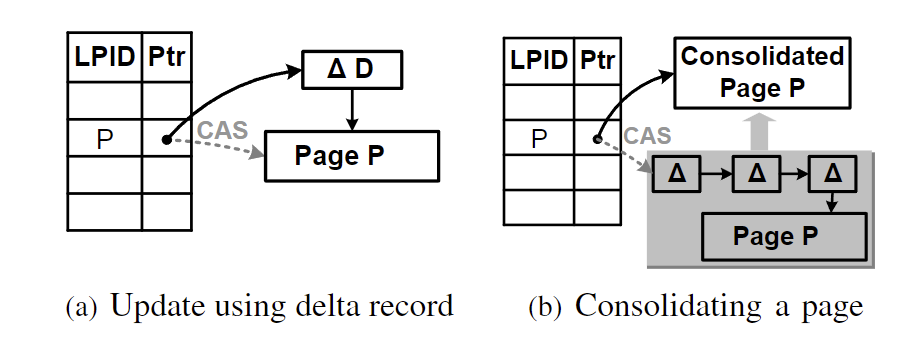 LPID Ptr
P
CAS
Δ D
Page P
(a) Update using delta record
LPID Ptr
P
CAS
Consolidated
Page P
Δ Δ Δ
Page P
(b) Consolidating a page